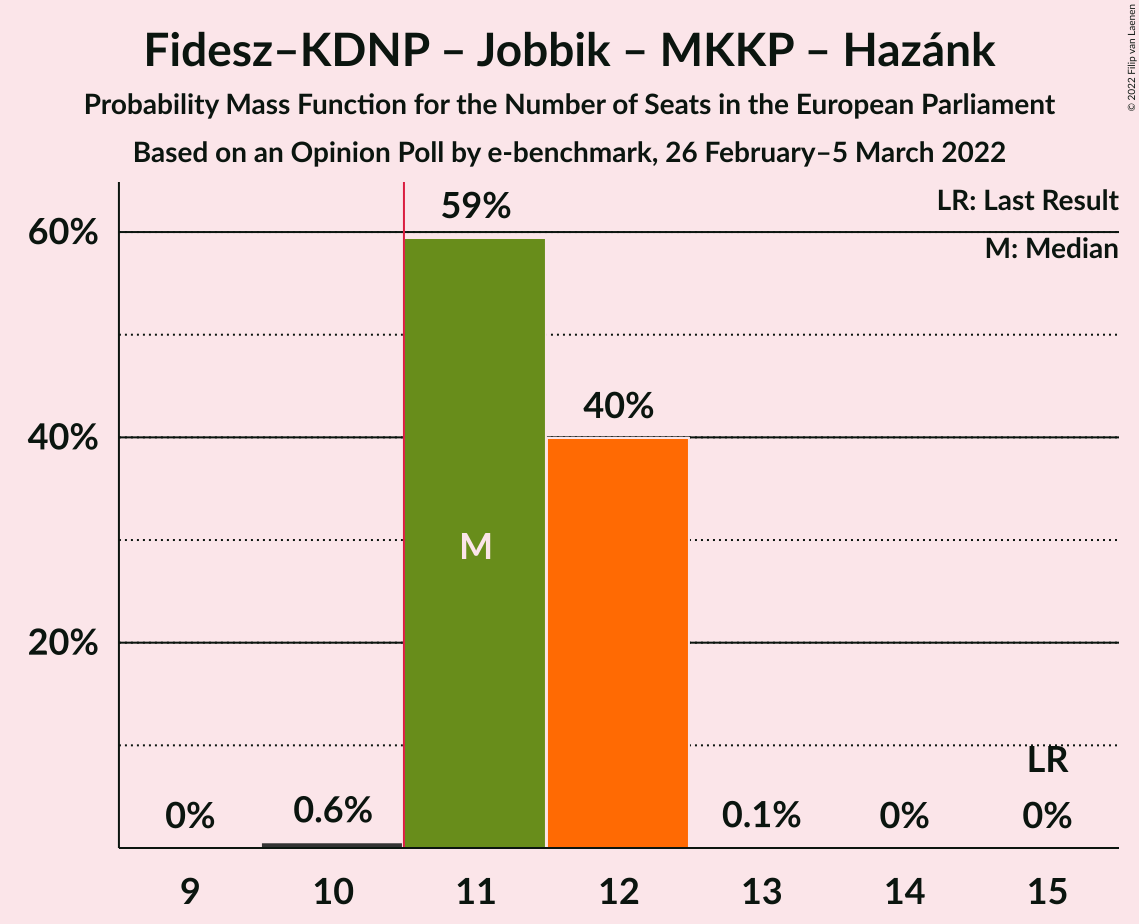 Fidesz–KDNP – Jobbik – MKKP – Hazánk
Probability Mass Function for the Number of Seats in the European Parliament
Based on an Opinion Poll by e-benchmark, 26 February–5 March 2022
© 2022 Filip van Laenen
LR: Last Result
M: Median
60%
40%
20%
59%
40%
M
LR
0%
0.6%
0.1%
0%
0%
9
10
11
12
13
14
15